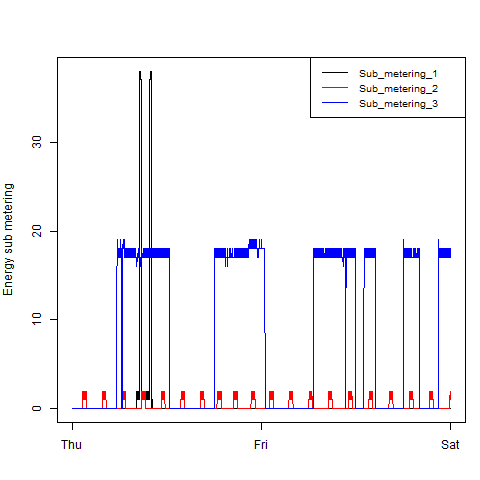 Sub_metering_1
Sub_metering_2
Sub_metering_3
Energy sub metering
30
20
10
0
Thu Fri Sat